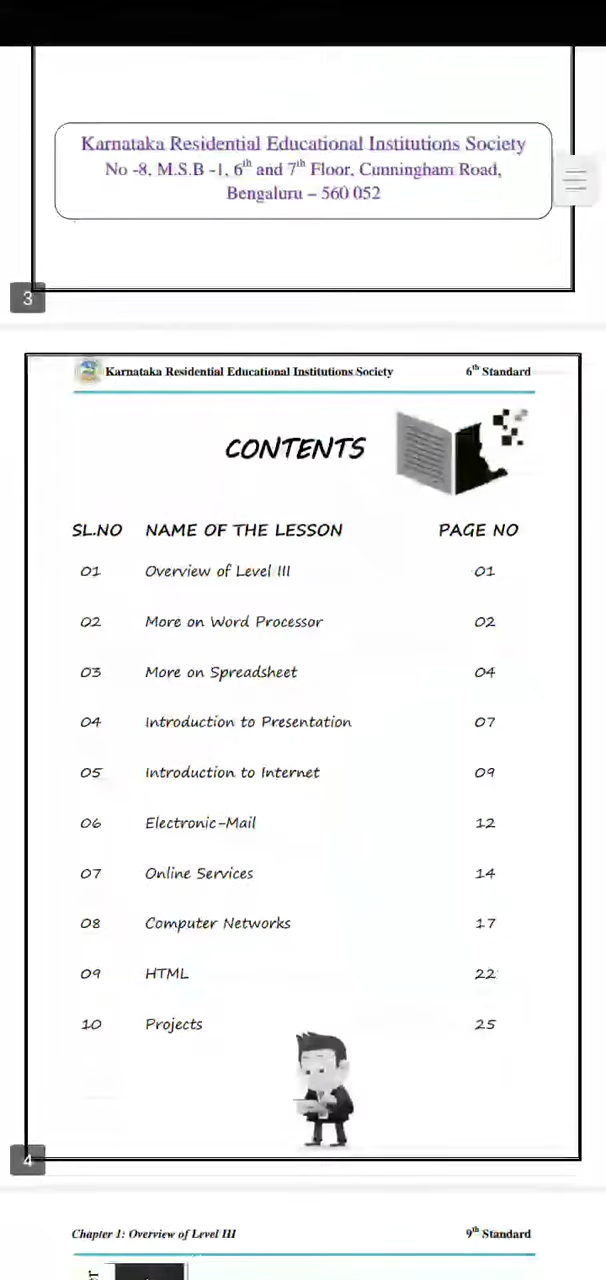 Karnataka Residential Educational Institutions Society
No -8, M.S.B -1, 6th and 7th Floor, Cunningham Road,
Bengaluru – 560 052
3
Karnataka Residential Educational Institutions Society 6th Standard
CONTENTS
SL.NO NAME OF THE LESSON PAGE NO
01 Overview of Level III 01
02 More on Word Processor 02
03 More on Spreadsheet 04
04 Introduction to Presentation 07
05 Introduction to Internet 09
06 Electronic-Mail 12
07 Online Services 14
08 Computer Networks 17
09 HTML 22
10 Projects 25
4
Chapter 1: Overview of Level III 9th Standard